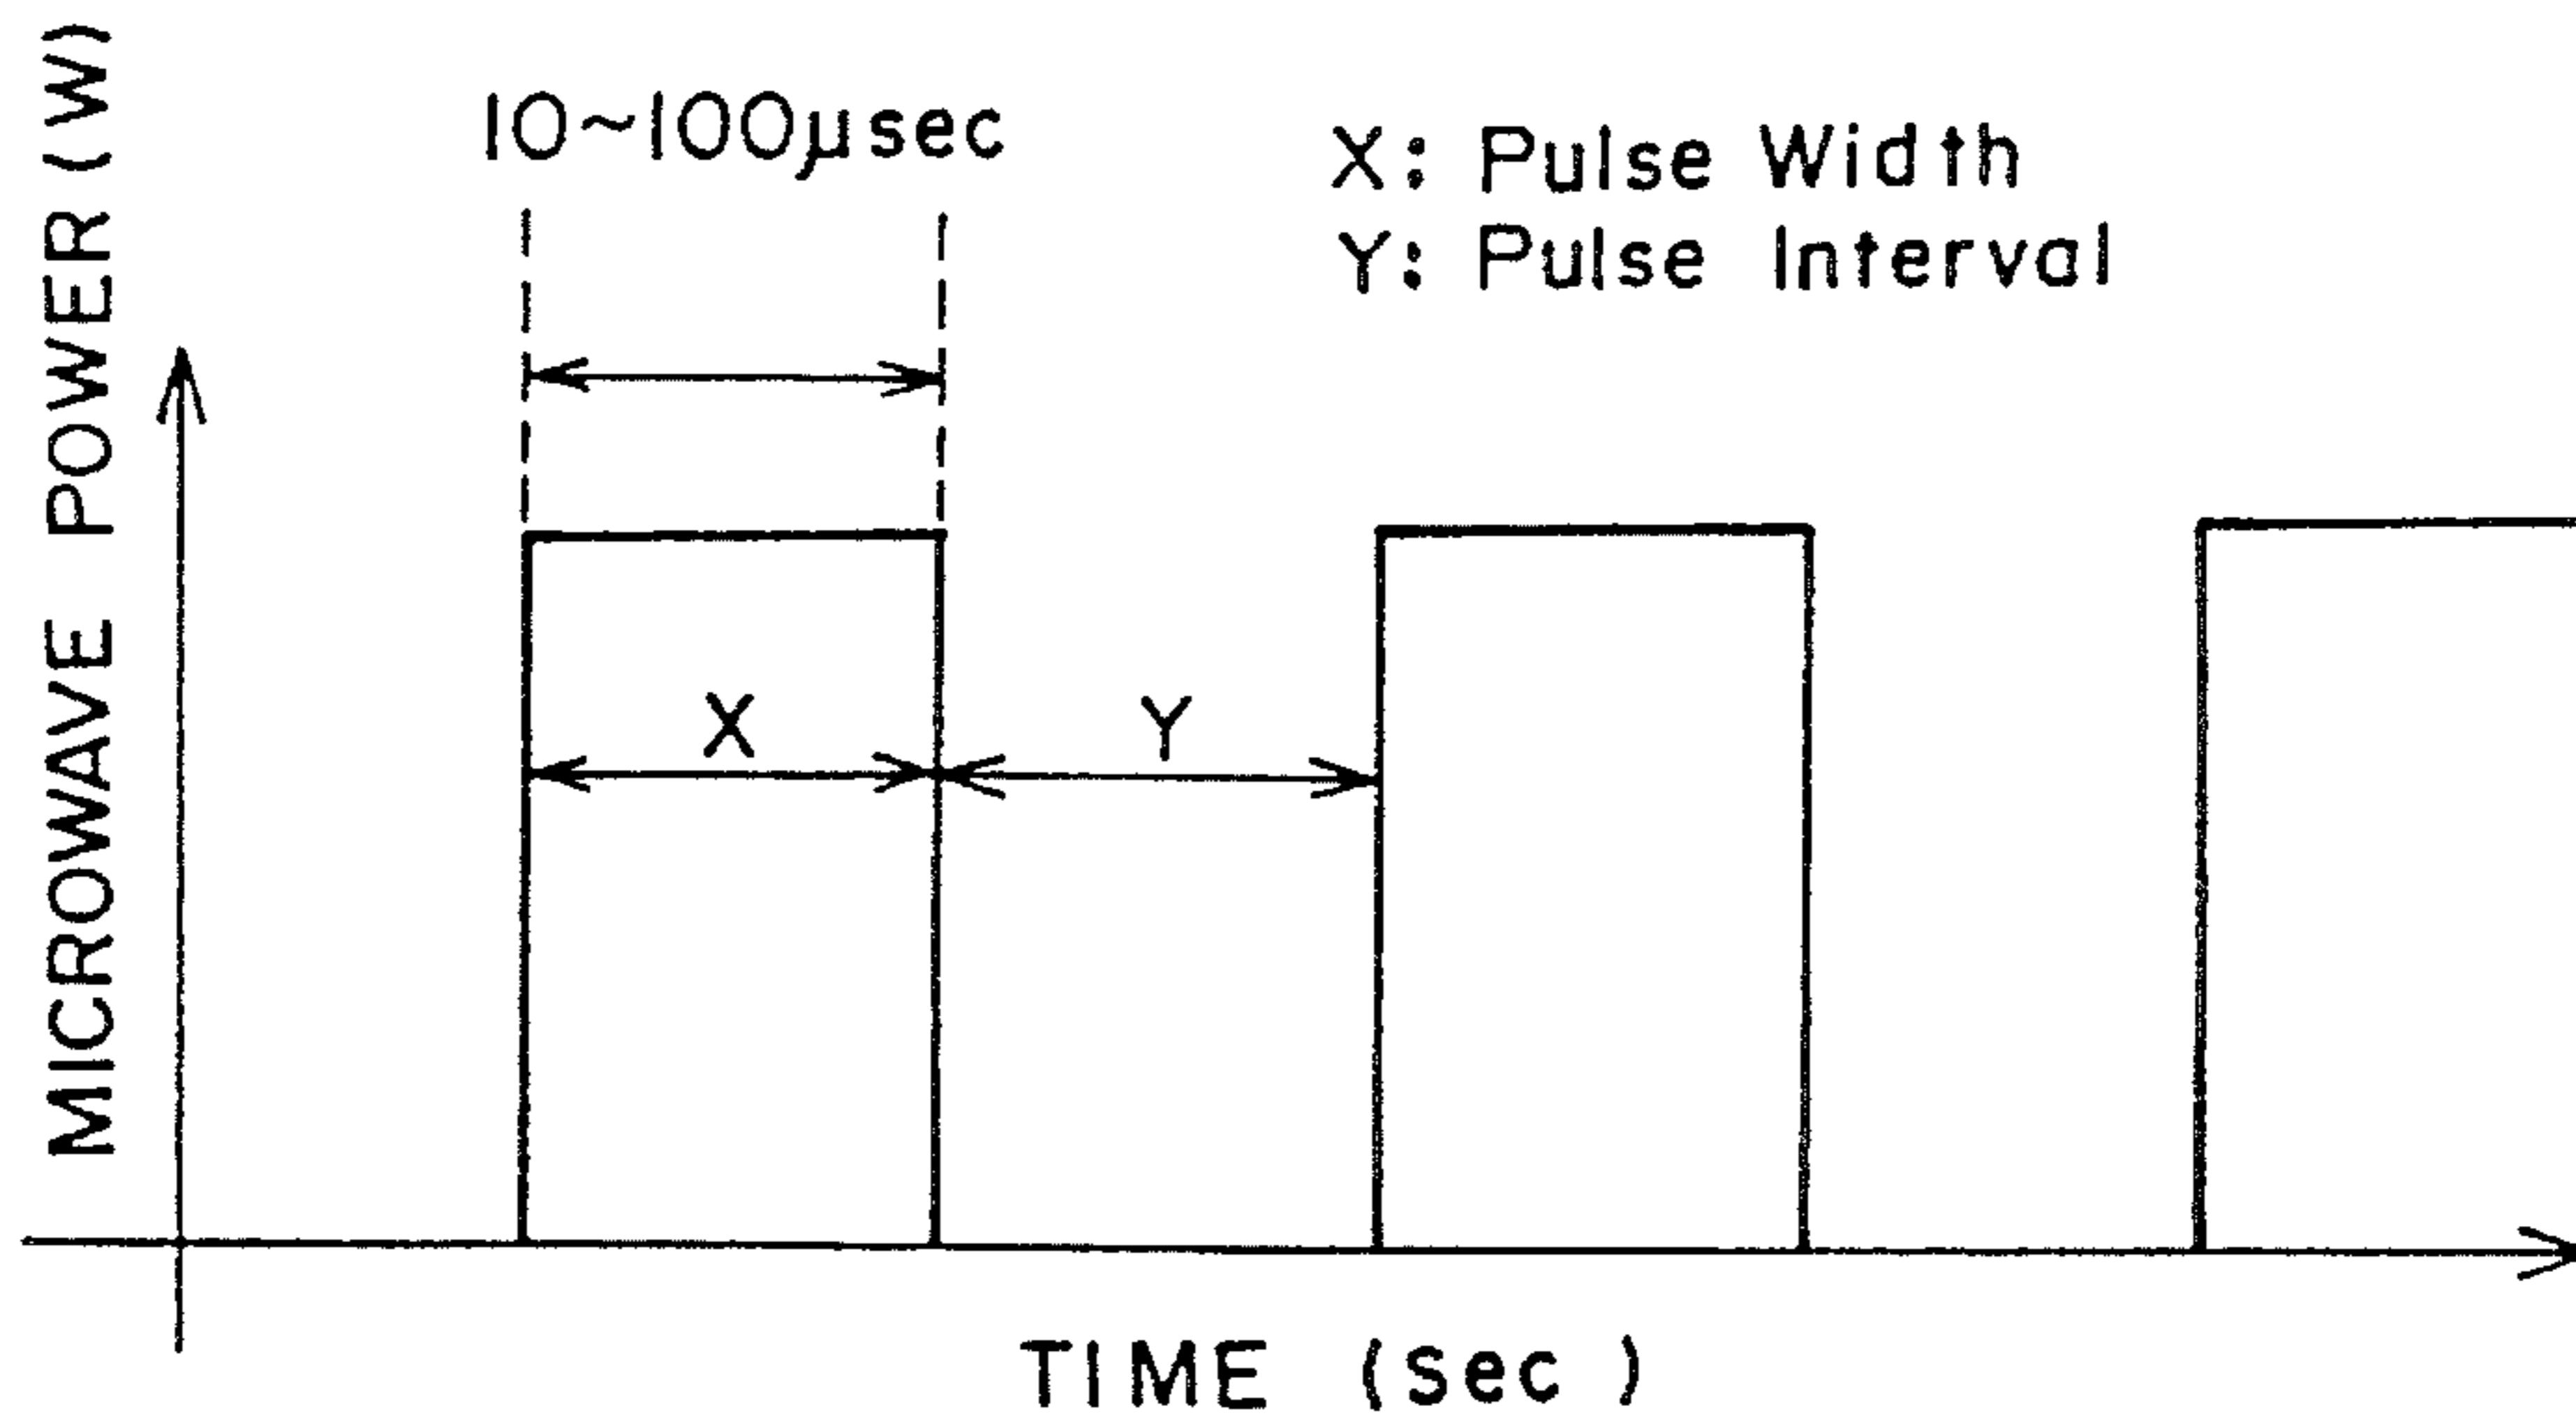 MICROWAVE POWER (W)
10~100μsec
X: Pulse Width
Y: Pulse Interval
X
Y
TIME (sec )